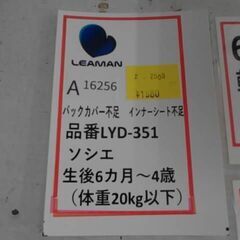 LEAMAN
A 16256
¥1980
バックカバー不足 インナーシート不足
品番LYD-351
ソシエ
生後6カ月～4歳
（体重20kg以下）